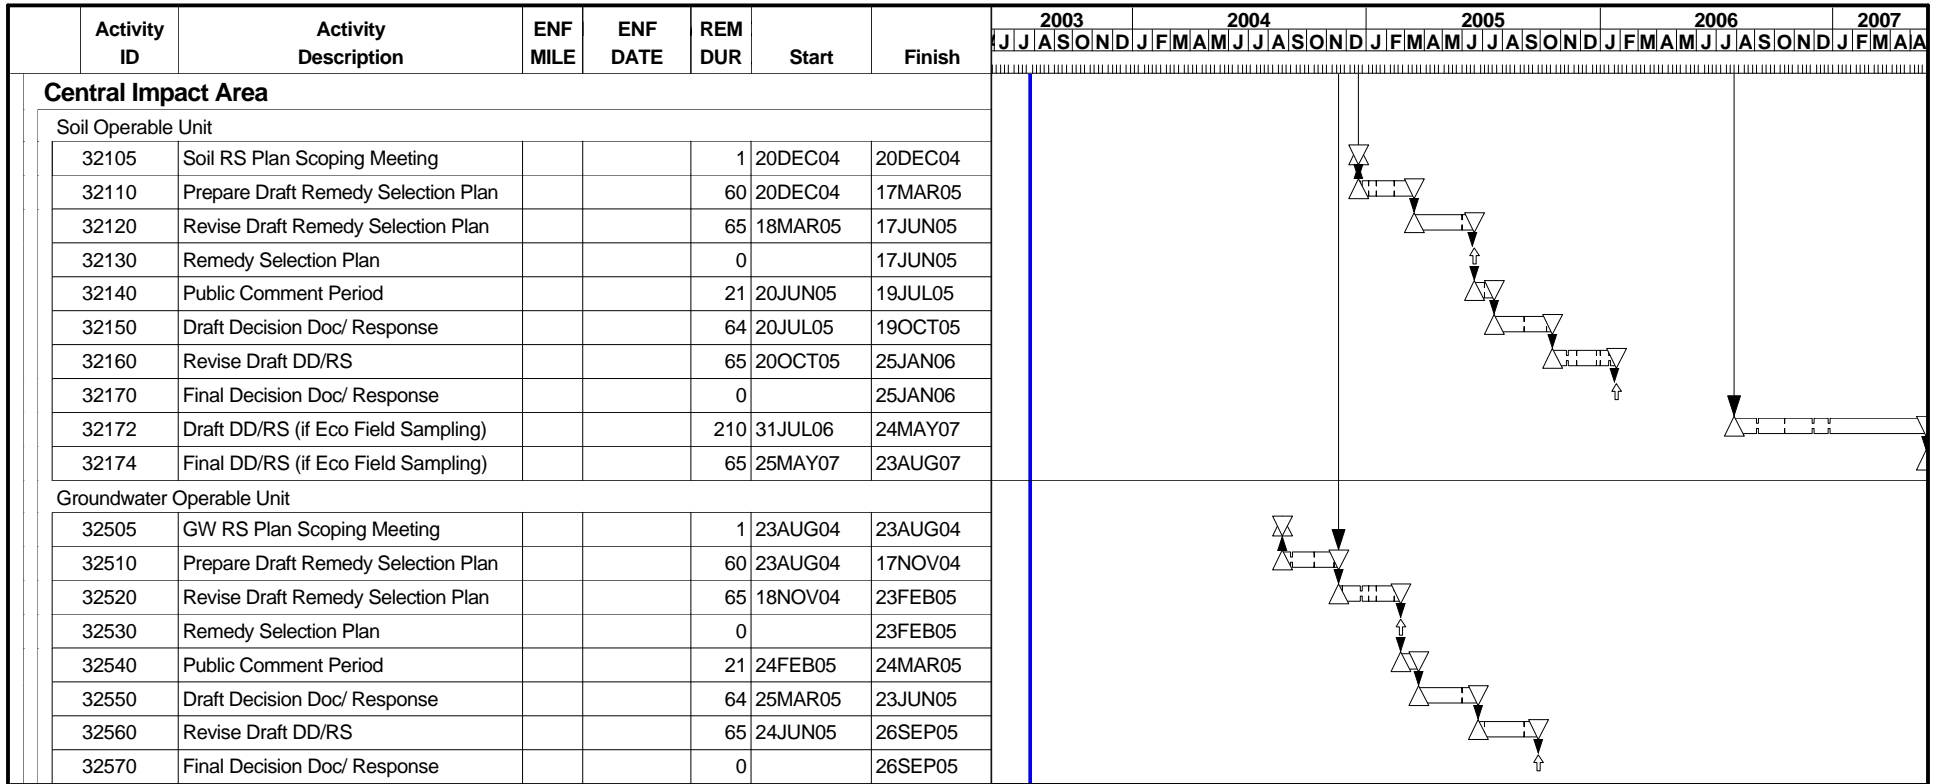 Activity Activity ENF ENF REM 2003 2004 2005 2006 2007
ID Description MILE DATE DUR Start Finish J J A S O N D J F M A M J J A S O N D J F M A M J J A S O N D J F M A M J J A S O N D J F M A A
Central Impact Area
Soil Operable Unit
32105 Soil RS Plan Scoping Meeting 1 20DEC04 20DEC04
32110 Prepare Draft Remedy Selection Plan 60 20DEC04 17MAR05
32120 Revise Draft Remedy Selection Plan 65 18MAR05 17JUN05
32130 Remedy Selection Plan 0 17JUN05
32140 Public Comment Period 21 20JUN05 19JUL05
32150 Draft Decision Doc/ Response 64 20JUL05 19OCT05
32160 Revise Draft DD/RS 65 20OCT05 25JAN06
32170 Final Decision Doc/ Response 0 25JAN06
32172 Draft DD/RS (if Eco Field Sampling) 210 31JUL06 24MAY07
32174 Final DD/RS (if Eco Field Sampling) 65 25MAY07 23AUG07
Groundwater Operable Unit
32505 GW RS Plan Scoping Meeting 1 23AUG04 23AUG04
32510 Prepare Draft Remedy Selection Plan 60 23AUG04 17NOV04
32520 Revise Draft Remedy Selection Plan 65 18NOV04 23FEB05
32530 Remedy Selection Plan 0 23FEB05
32540 Public Comment Period 21 24FEB05 24MAR05
32550 Draft Decision Doc/ Response 64 25MAR05 23JUN05
32560 Revise Draft DD/RS 65 24JUN05 26SEP05
32570 Final Decision Doc/ Response 0 26SEP05